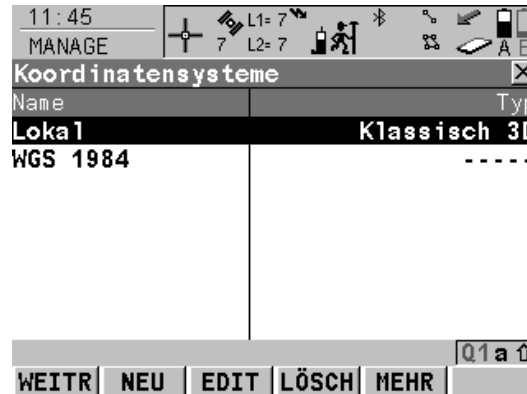 11:45
MANAGE
7
L1= 7
L2= 7
A
Koordinatensysteme
Name Typ
Lokal Klassisch 3D
WGS 1984 -----
Q1 a
WEITR NEU EDIT LÖSCH MEHR